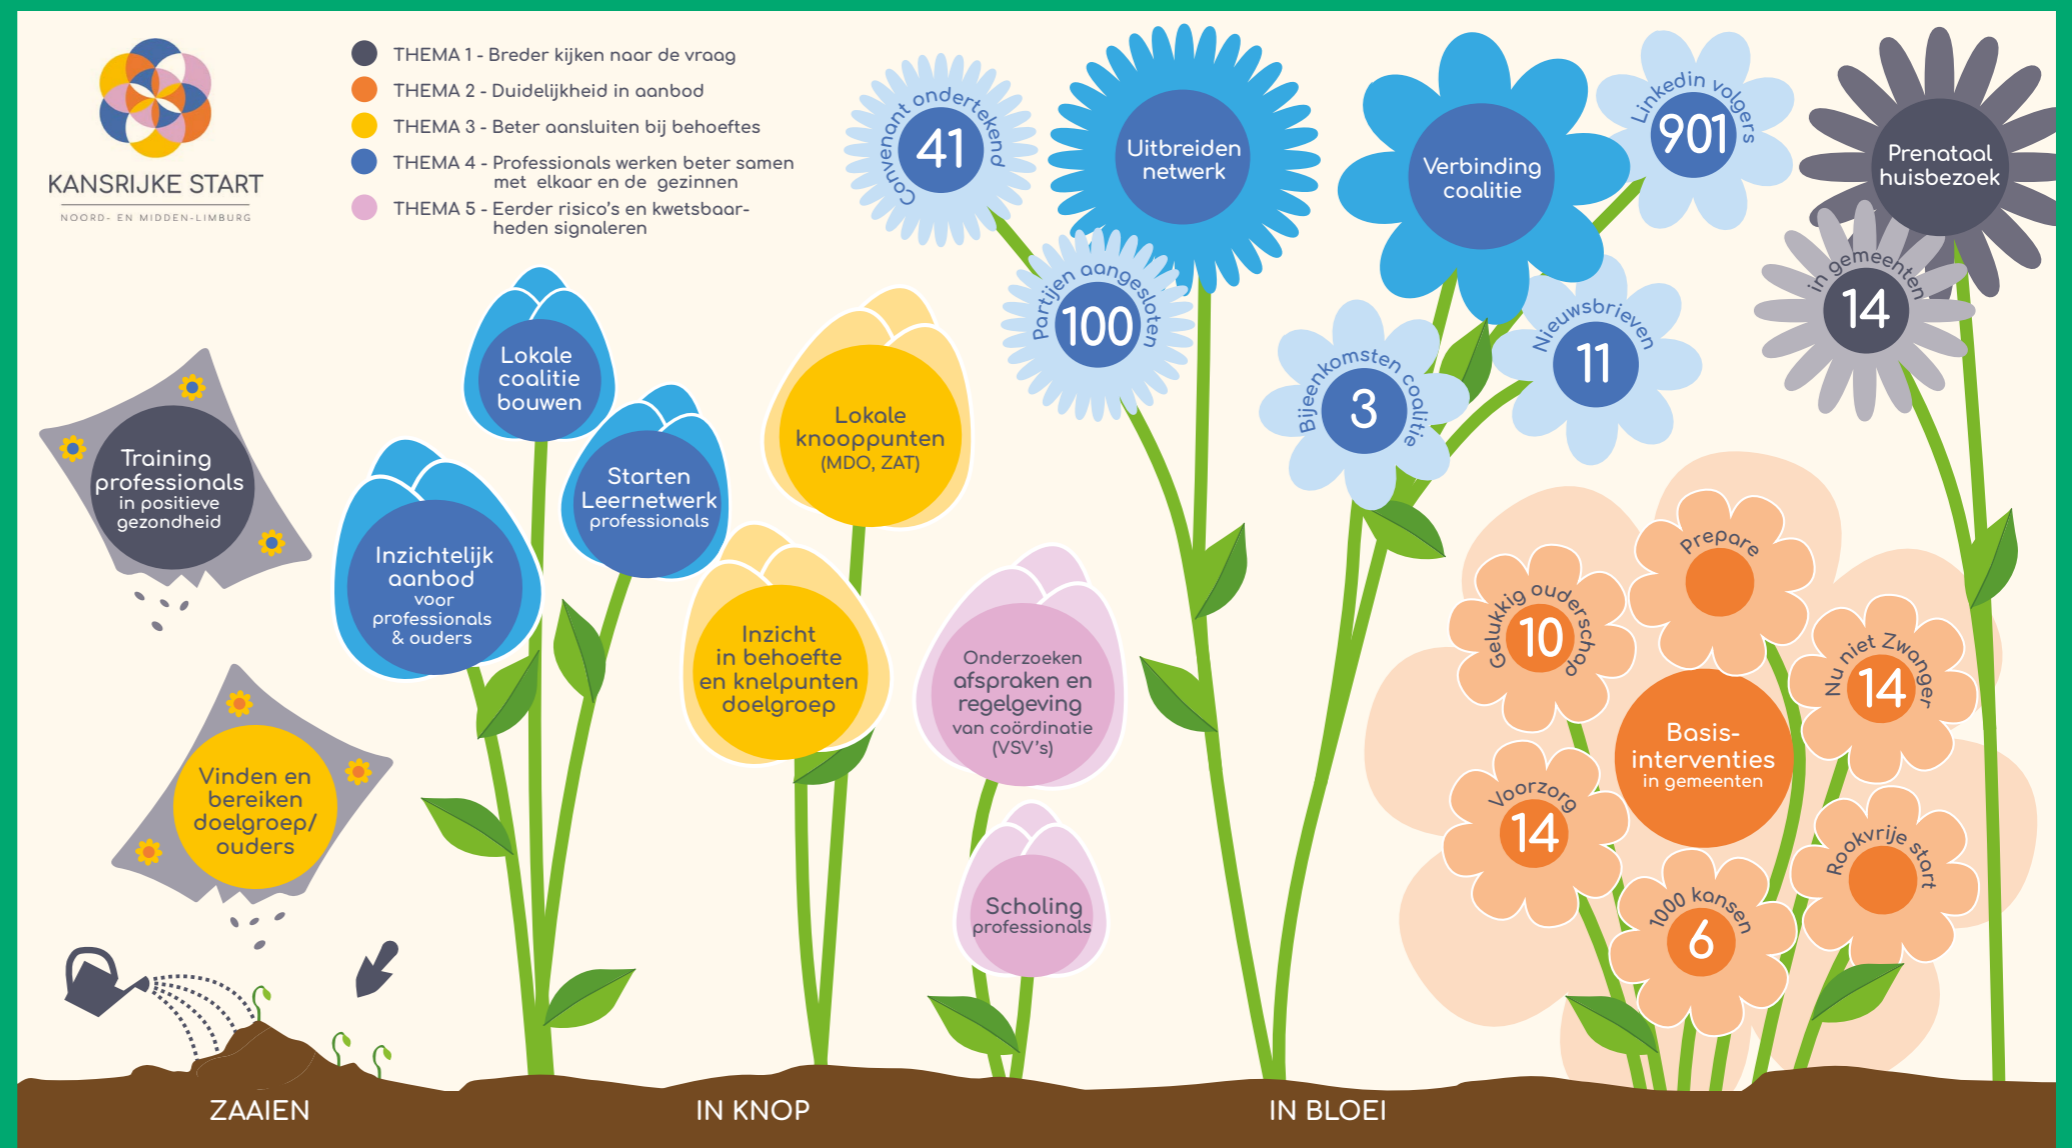 KANSRIJKE START
NOORD- EN MIDDEN-LIMBURG
THEMA 1 - Breder kijken naar de vraag
THEMA 2 - Duidelijkheid in aanbod
THEMA 3 - Beter aansluiten bij behoeftes
THEMA 4 - Professionals werken beter samen
met elkaar en de gezinnen
THEMA 5 - Eerder risico's en kwetsbaar-
heden signaleren
Training
professionals
in positieve
gezondheid
Vinden en
bereiken
doelgroep/
ouders
Lokale
coalitie
bouwen
Starten
Leernetwerk
professionals
Inzichtelijk
aanbod
voor
professionals
& ouders
Lokale
knooppunten
(MDO, ZAT)
Inzicht
in behoefte
en knelpunten
doelgroep
Onderzoeken
afspraken en
regelgeving
van coördinatie
(VSV's)
Scholing
professionals
Convenant ondertekend
41
Uitbreiden
netwerk
Partijen aangesloten
100
Verbinding
coalitie
Linkedin volgers
901
Bijeenkomsten coalitie
3
Nieuwsbrieven
11
Prenataal
huisbezoek
in gemeenten
14
Basis-
interventies
in gemeenten
Prepare
Gelukkig ouderschap
10
Nu niet Zwanger
14
Voorzorg
14
Rookvrije start
1000 kansen
6
ZAAIEN
IN KNOP
IN BLOEI